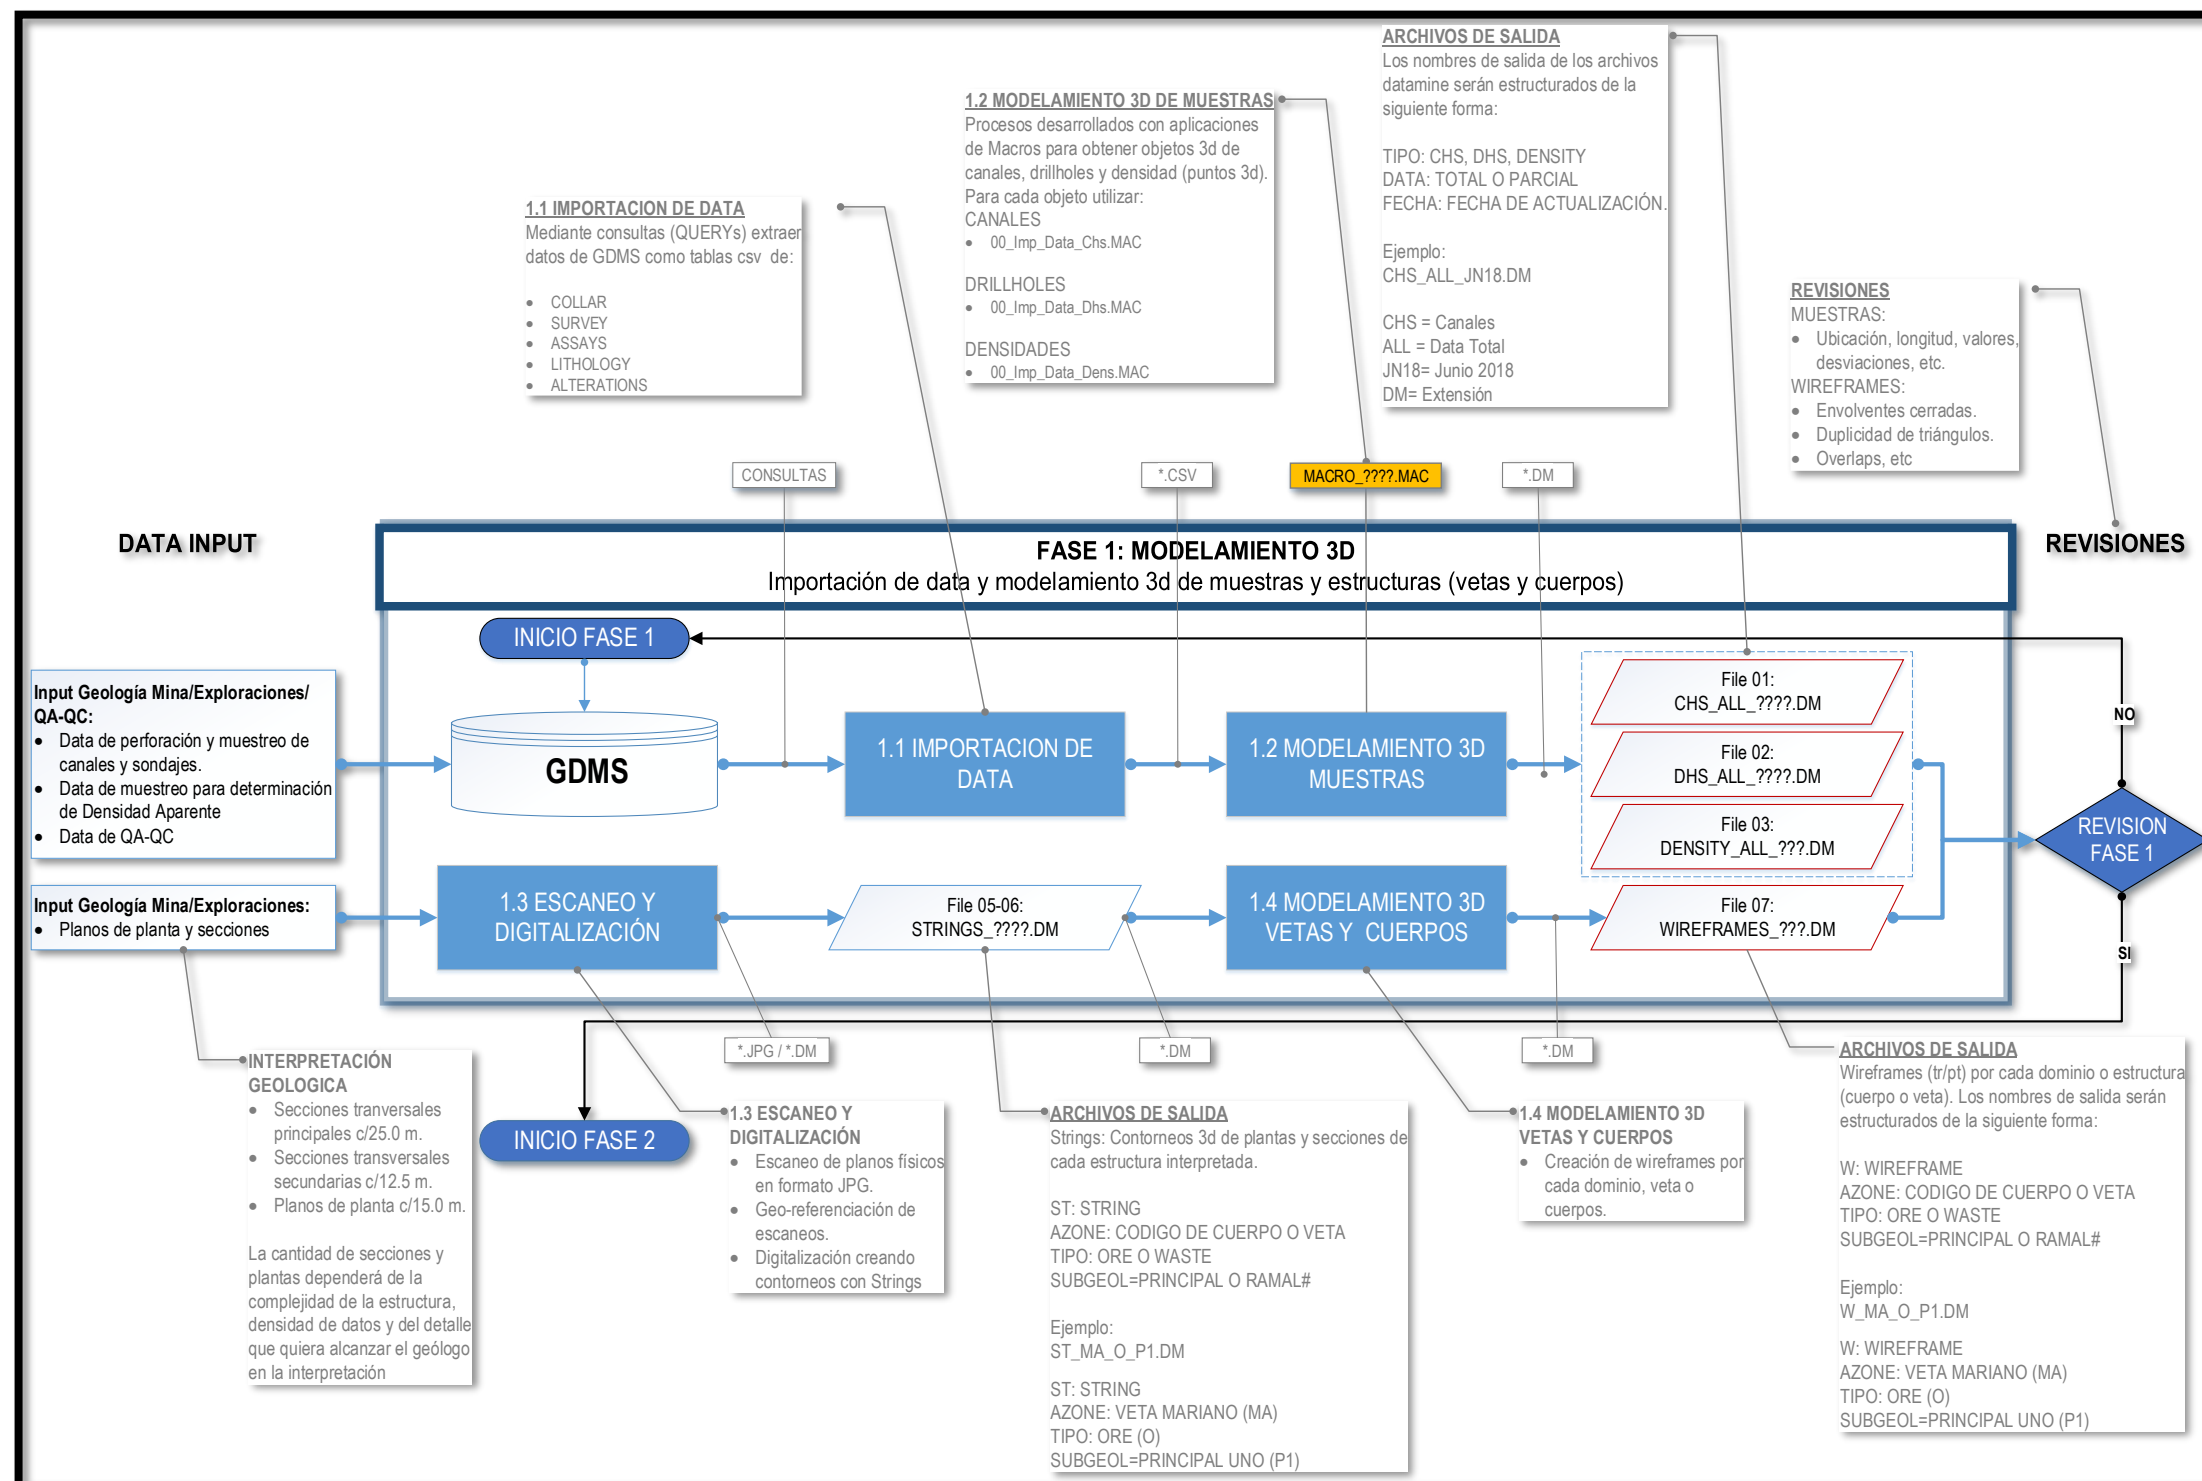 ARCHIVOS DE SALIDA
Los nombres de salida de los archivos
datamine serán estructurados de la
siguiente forma:
TIPO: CHS, DHS, DENSITY
DATA: TOTAL O PARCIAL
FECHA: FECHA DE ACTUALIZACIÓN.
Ejemplo:
CHS_ALL_JN18.DM
CHS = Canales
ALL = Data Total
JN18= Junio 2018
DM= Extensión
1.2 MODELAMIENTO 3D DE MUESTRAS
Procesos desarrollados con aplicaciones
de Macros para obtener objetos 3d de
canales, drillholes y densidad (puntos 3d).
Para cada objeto utilizar:
CANALES
• 00_Imp_Data_Chs.MAC
DRILLHOLES
• 00_Imp_Data_Dhs.MAC
DENSIDADES
• 00_Imp_Data_Dens.MAC
1.1 IMPORTACION DE DATA
Mediante consultas (QUERYs) extraer
datos de GDMS como tablas csv de:
• COLLAR
• SURVEY
• ASSAYS
• LITHOLOGY
• ALTERATIONS
REVISIONES
MUESTRAS:
• Ubicación, longitud, valores,
desviaciones, etc.
WIREFRAMES:
• Envolventes cerradas.
• Duplicidad de triángulos.
• Overlaps, etc
CONSULTAS
*.CSV
MACRO_????.MAC
*.DM
DATA INPUT
FASE 1: MODELAMIENTO 3D
Importación de data y modelamiento 3d de muestras y estructuras (vetas y cuerpos)
REVISIONES
INICIO FASE 1
Input Geología Mina/Exploraciones/
QA-QC:
• Data de perforación y muestreo de
canales y sondajes.
• Data de muestreo para determinación
de Densidad Aparente
• Data de QA-QC
GDMS
1.1 IMPORTACION DE
DATA
1.2 MODELAMIENTO 3D
MUESTRAS
File 01:
CHS_ALL_????.DM
File 02:
DHS_ALL_????.DM
File 03:
DENSITY_ALL_???.DM
NO
REVISION
FASE 1
SI
Input Geología Mina/Exploraciones:
• Planos de planta y secciones
1.3 ESCANEO Y
DIGITALIZACIÓN
File 05-06:
STRINGS_????.DM
1.4 MODELAMIENTO 3D
VETAS Y CUERPOS
File 07:
WIREFRAMES_???.DM
*.JPG / *.DM
*.DM
*.DM
INICIO FASE 2
INTERPRETACIÓN
GEOLOGICA
• Secciones tranversales
principales c/25.0 m.
• Secciones transversales
secundarias c/12.5 m.
• Planos de planta c/15.0 m.
La cantidad de secciones y
plantas dependerá de la
complejidad de la estructura,
densidad de datos y del detalle
que quiera alcanzar el geólogo
en la interpretación
1.3 ESCANEO Y
DIGITALIZACIÓN
• Escaneo de planos físicos
en formato JPG.
• Geo-referenciación de
escaneos.
• Digitalización creando
contorneos con Strings
ARCHIVOS DE SALIDA
Strings: Contorneos 3d de plantas y secciones de
cada estructura interpretada.
ST: STRING
AZONE: CODIGO DE CUERPO O VETA
TIPO: ORE O WASTE
SUBGEOL=PRINCIPAL O RAMAL#
Ejemplo:
ST_MA_O_P1.DM
ST: STRING
AZONE: VETA MARIANO (MA)
TIPO: ORE (O)
SUBGEOL=PRINCIPAL UNO (P1)
1.4 MODELAMIENTO 3D
VETAS Y CUERPOS
• Creación de wireframes por
cada dominio, veta o
cuerpos.
ARCHIVOS DE SALIDA
Wireframes (tr/pt) por cada dominio o estructura
(cuerpo o veta). Los nombres de salida serán
estructurados de la siguiente forma:
W: WIREFRAME
AZONE: CODIGO DE CUERPO O VETA
TIPO: ORE O WASTE
SUBGEOL=PRINCIPAL O RAMAL#
Ejemplo:
W_MA_O_P1.DM
W: WIREFRAME
AZONE: VETA MARIANO (MA)
TIPO: ORE (O)
SUBGEOL=PRINCIPAL UNO (P1)